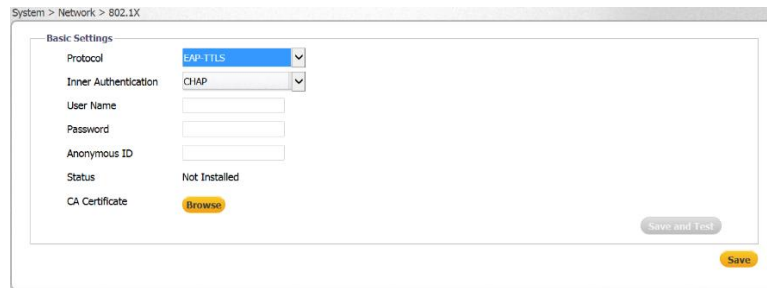 System > Network > 802.1X
Basic Settings
Protocol EAP-TTLS
Inner Authentication CHAP
User Name
Password
Anonymous ID
Status Not Installed
CA Certificate Browse
Save and Test
Save